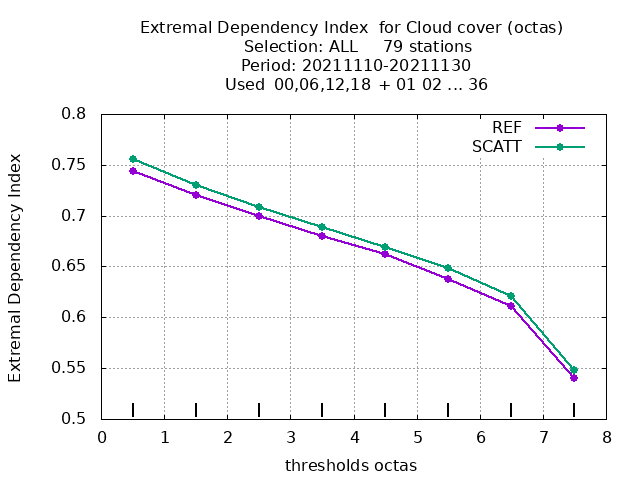 Extremal Dependency Index  for Cloud cover (octas)
Selection: ALL     79 stations
Period: 20211110-20211130
Used  00,06,12,18  + 01 02 ... 36
0.8
0.75
0.7
0.65
0.6
0.55
0.5
Extremal Dependency Index
REF
SCATT
0 1 2 3 4 5 6 7 8
thresholds octas